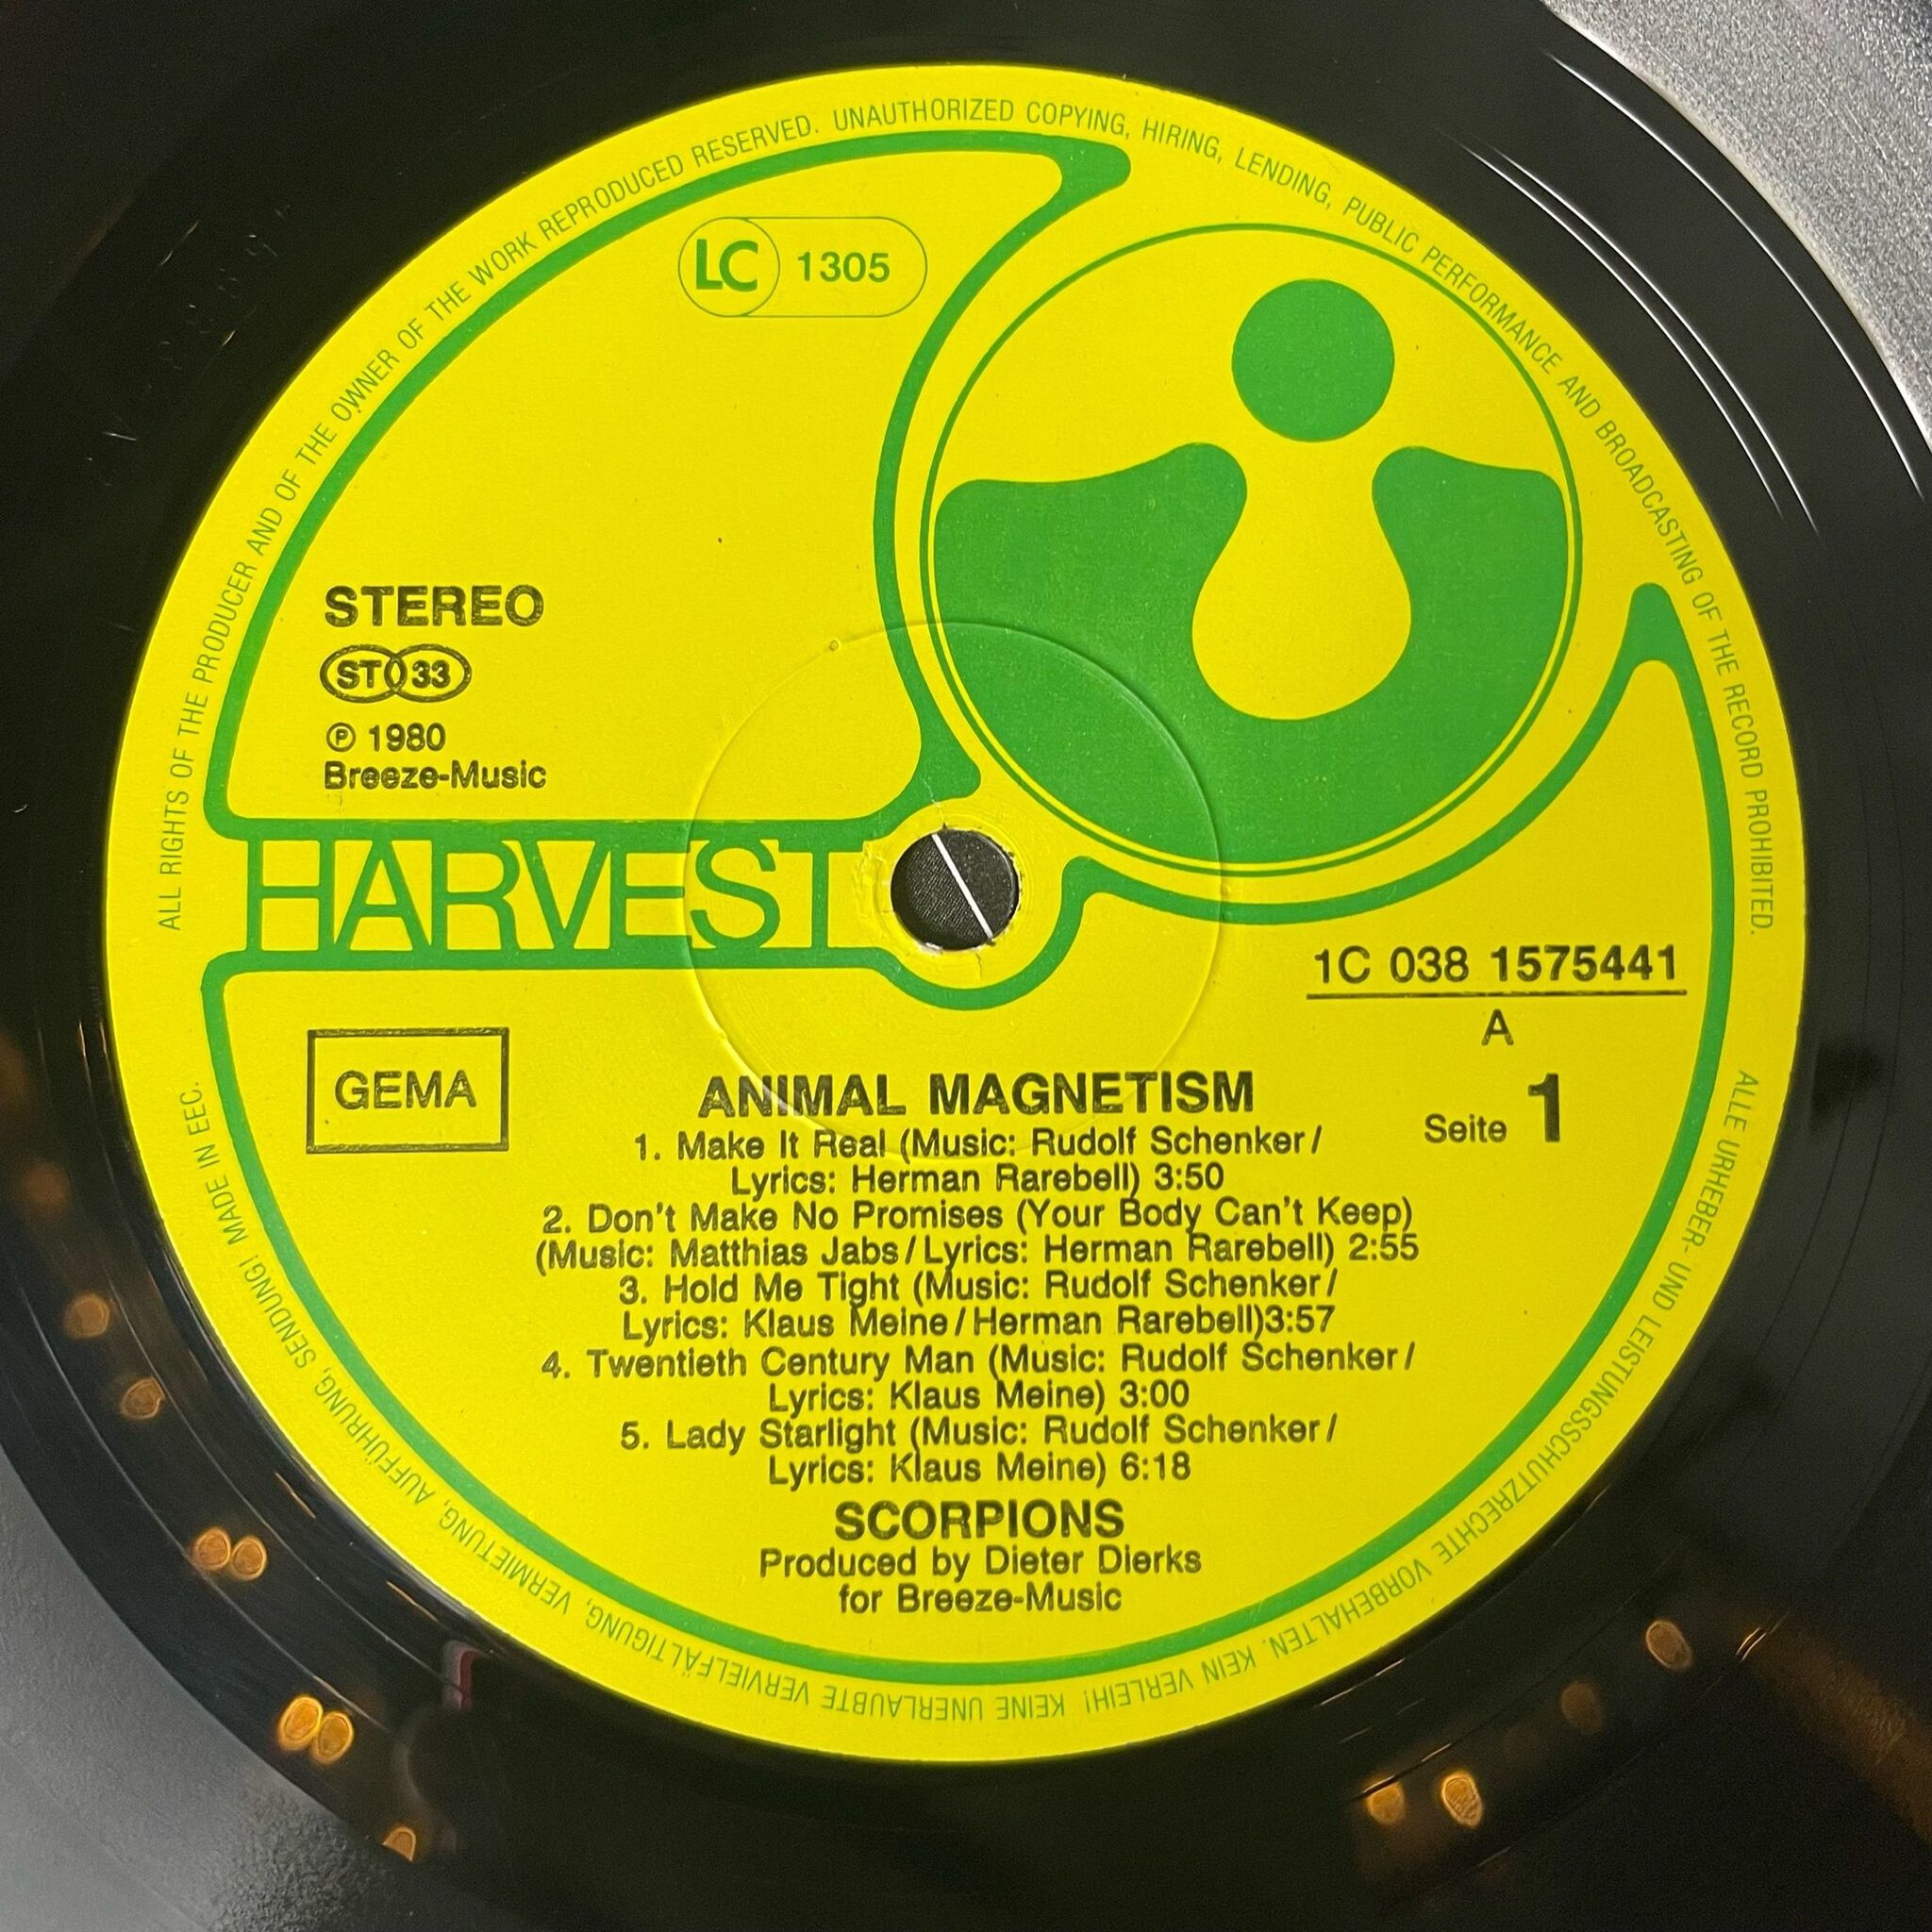 ALL RIGHTS OF THE PRODUCER AND OF THE OWNER OF THE WORK REPRODUCED RESERVED. UNAUTHORIZED COPYING, HIRING, LENDING, PUBLIC PERFORMANCE AND BROADCASTING OF THE RECORD PROHIBITED.
LC 1305
STEREO
ST 33
℗ 1980
Breeze-Music
HARVEST
1C 038 1575441
A
Seite 1
GEMA
ANIMAL MAGNETISM
1. Make It Real (Music: Rudolf Schenker/
Lyrics: Herman Rarebell) 3:50
2. Don't Make No Promises (Your Body Can't Keep)
(Music: Matthias Jabs/Lyrics: Herman Rarebell) 2:55
3. Hold Me Tight (Music: Rudolf Schenker/
Lyrics: Klaus Meine/Herman Rarebell)3:57
4. Twentieth Century Man (Music: Rudolf Schenker/
Lyrics: Klaus Meine) 3:00
5. Lady Starlight (Music: Rudolf Schenker/
Lyrics: Klaus Meine) 6:18
SCORPIONS
Produced by Dieter Dierks
for Breeze-Music
ALLE URHEBER- UND LEISTUNGSSCHUTZRECHTE VORBEHALTEN. KEIN VERLEIH! KEINE UNERLAUBTE VERVIELFÄLTIGUNG, VERMIETUNG, AUFFÜHRUNG, SENDUNG! MADE IN EEC.